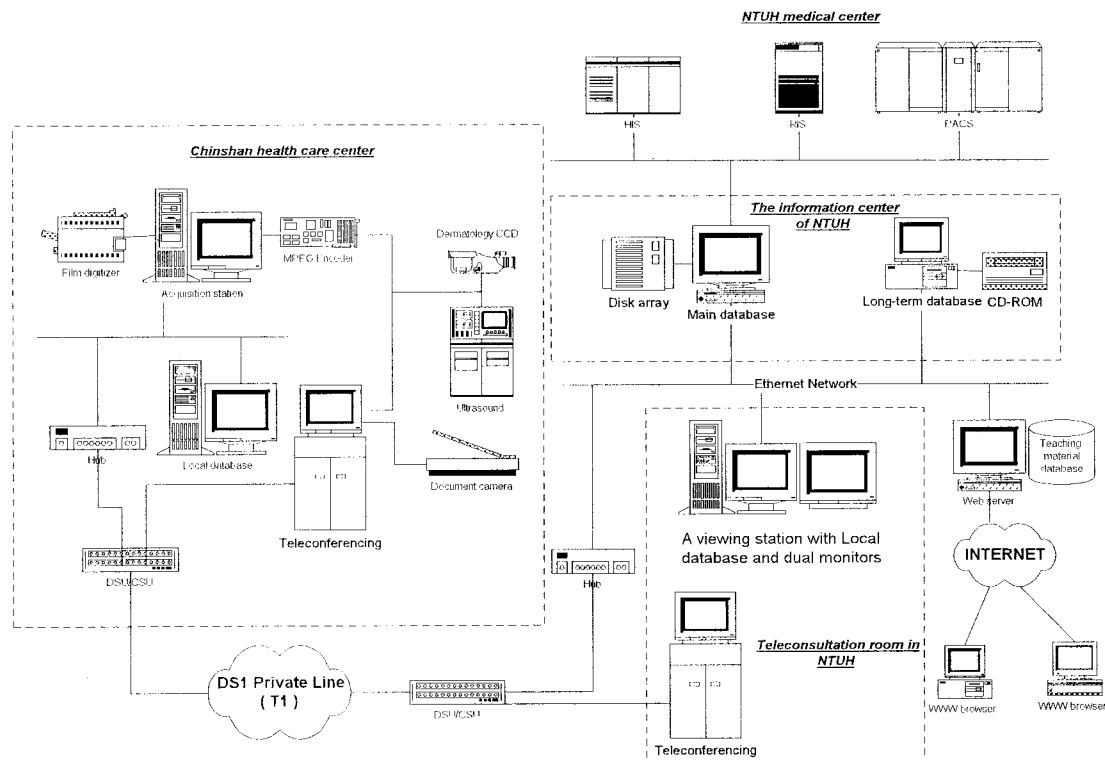 NTUH medical center
HIS
RIS
PACS
Chinshan health care center
Film digitizer
Acquisition station
MPEG Encoder
Dermatology CCD
Ultrasound
Hub
Local database
Document camera
Teleconferencing
DSU/CSU
The information center
of NTUH
Disk array
Main database
Long-term database
CD-ROM
Ethernet Network
A viewing station with Local
database and dual monitors
Web server
Teaching
material
database
INTERNET
WWW browser
WWW browser
Hub
Teleconsultation room in
NTUH
Teleconferencing
DS1 Private Line
( T1 )
DSU/CSU